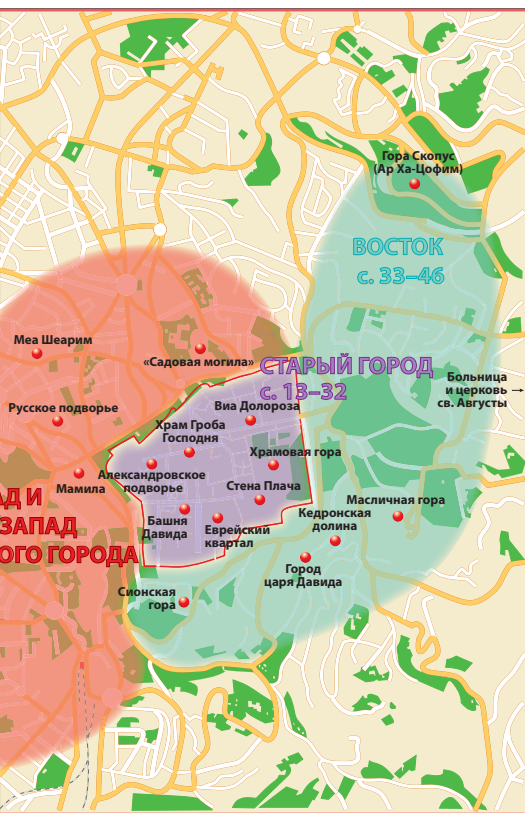 Гора Скопус
(Ар Ха-Цофим)
ВОСТОК
с. 33–46
Меа Шеарим
«Садовая могила»
СТАРЫЙ ГОРОД
с. 13–32
Больница
и церковь
св. Августы
Русское подворье
Виа Долороза
Храм Гроба
Господня
Храмовая гора
Александровское
подворье
Мамила
Стена Плача
Масличная гора
АД И
ЗАПАД
ОГО ГОРОДА
Башня
Давида
Еврейский
квартал
Кедронская
долина
Город
царя Давида
Сионская
гора